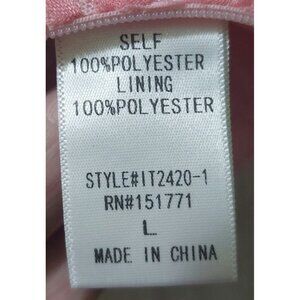 SELF
100%POLYESTER
LINING
100%POLYESTER
STYLE#IT2420-1
RN#151771
L
MADE IN CHINA